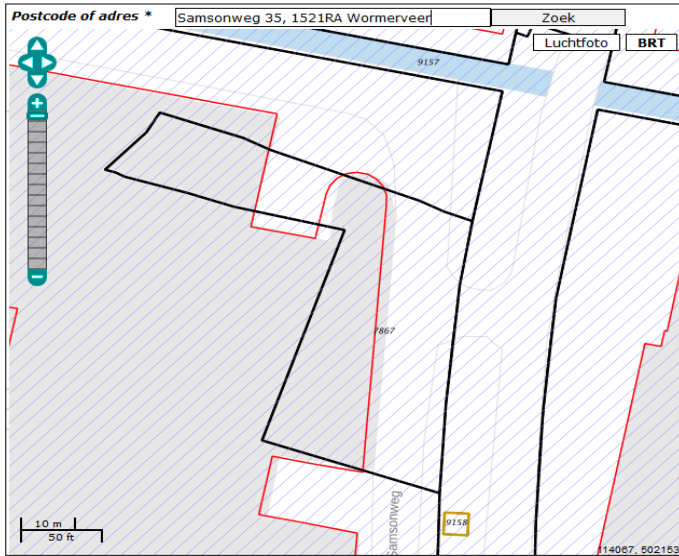 Postcode of adres * Samsonweg 35, 1521RA Wormerveer Zoek
Luchtfoto BRT
9157
7867
Samsonweg
9158
10 m
50 ft
114067, 502153